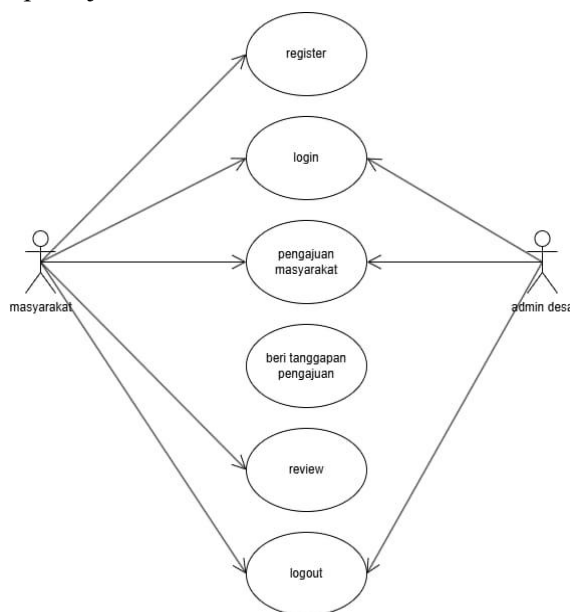 register
login
pengajuan
masyarakat
masyarakat
admin desa
beri tanggapan
pengajuan
review
logout